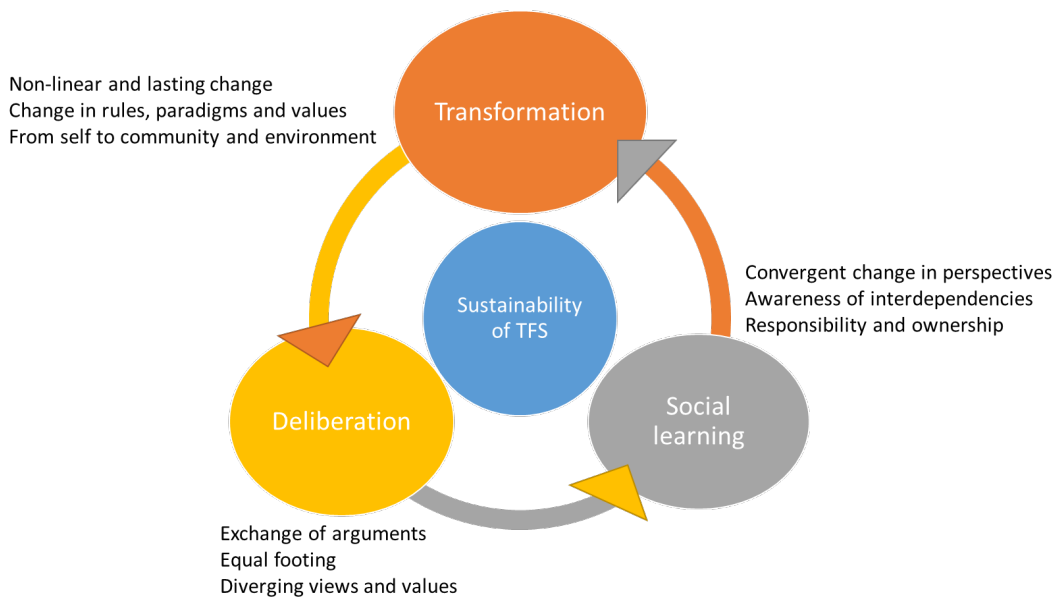 Non-linear and lasting change
Change in rules, paradigms and values
From self to community and environment
Transformation
Sustainability
of TFS
Convergent change in perspectives
Awareness of interdependencies
Responsibility and ownership
Deliberation
Social
learning
Exchange of arguments
Equal footing
Diverging views and values